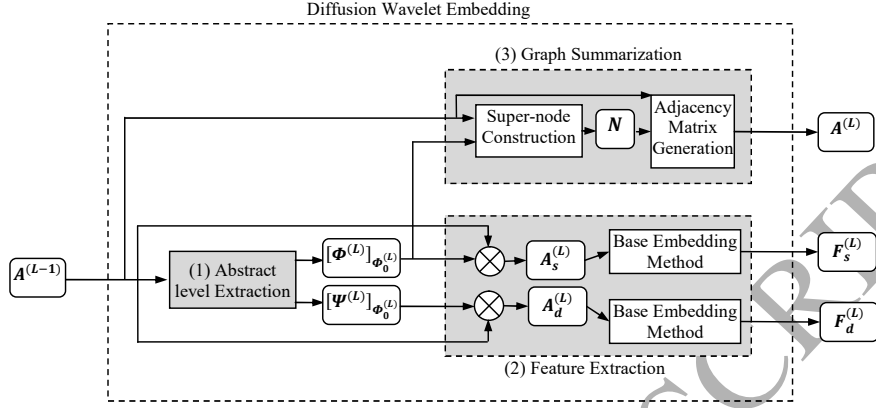 Diffusion Wavelet Embedding
(3) Graph Summarization
Super-node
Construction
N
Adjacency
Matrix
Generation
A^{(L)}
A^{(L-1)}
(1) Abstract
level Extraction
[Φ^{(L)}]_{Φ_0^{(L)}}
[Ψ^{(L)}]_{Φ_0^{(L)}}
A_s^{(L)}
Base Embedding
Method
F_s^{(L)}
A_d^{(L)}
Base Embedding
Method
F_d^{(L)}
(2) Feature Extraction
SCRIP